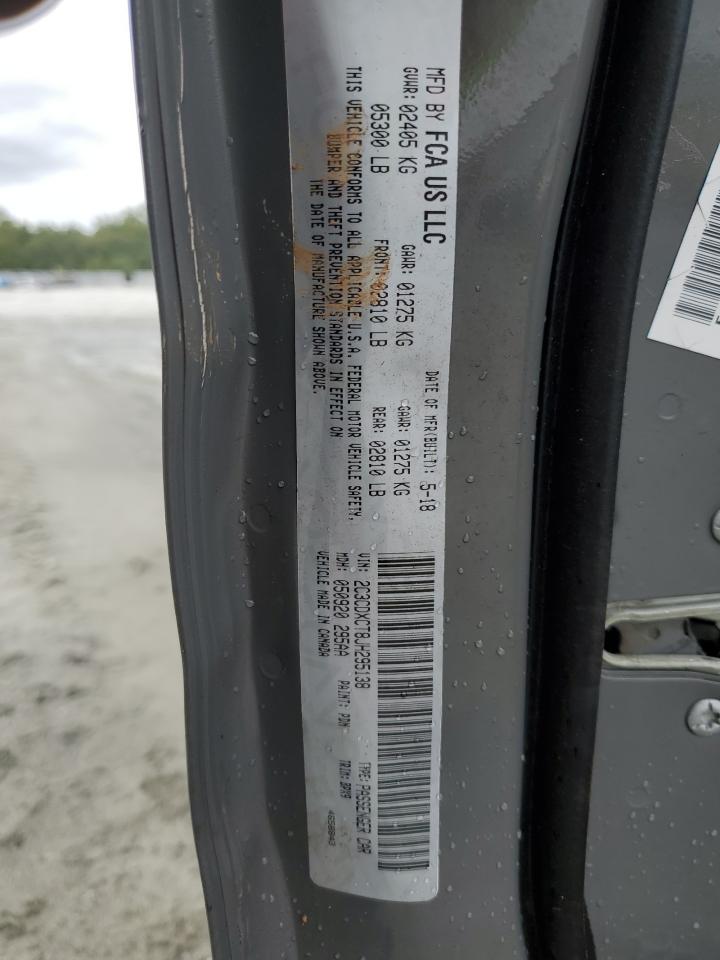 MFD BY FCA US LLC
DATE OF MFR(BUILT): 5-18
GVWR: 02405 KG
GAWR: 01275 KG
GAWR: 01275 KG
05300 LB
FRONT: 02810 LB
REAR: 02810 LB
THIS VEHICLE CONFORMS TO ALL APPLICABLE U.S.A. FEDERAL MOTOR VEHICLE SAFETY,
BUMPER AND THEFT PREVENTION STANDARDS IN EFFECT ON
THE DATE OF MANUFACTURE SHOWN ABOVE.
VIN: 2C3CDXCT8JH295138
TYPE: PASSENGER CAR
MDH: 050920 295AA
PAINT: PDN
TRIM: BPX9
VEHICLE MADE IN CANADA